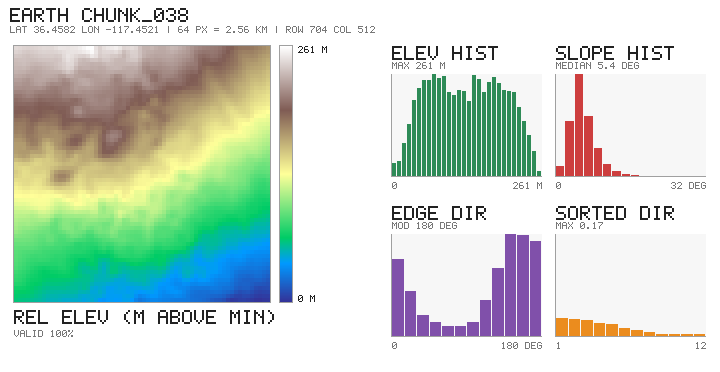 EARTH CHUNK_038
LAT 36.4582 LON -117.4521 | 64 PX = 2.56 KM | ROW 704 COL 512
261 M
0 M
REL ELEV (M ABOVE MIN)
VALID 100%
ELEV HIST
MAX 261 M
0 261 M
SLOPE HIST
MEDIAN 5.4 DEG
0 32 DEG
EDGE DIR
MOD 180 DEG
0 180 DEG
SORTED DIR
MAX 0.17
1 12